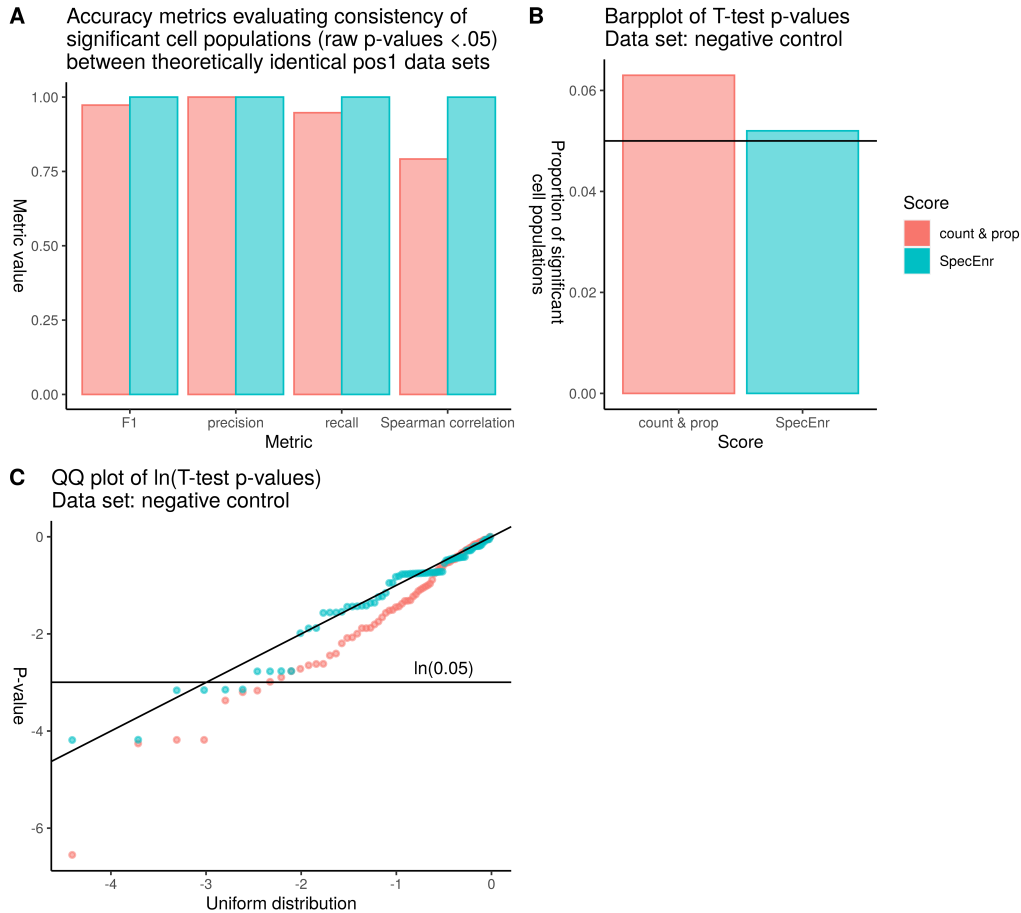 A
Accuracy metrics evaluating consistency of
significant cell populations (raw p-values <.05)
between theoretically identical pos1 data sets
1.00
0.75
0.50
0.25
0.00
Metric value
F1
precision
recall
Spearman correlation
Metric
B
Barpplot of T-test p-values
Data set: negative control
0.06
0.04
0.02
0.00
Proportion of significant
cell populations
count & prop
SpecEnr
Score
Score
count & prop
SpecEnr
C
QQ plot of ln(T-test p-values)
Data set: negative control
0
-2
-4
-6
P-value
ln(0.05)
-4
-3
-2
-1
0
Uniform distribution